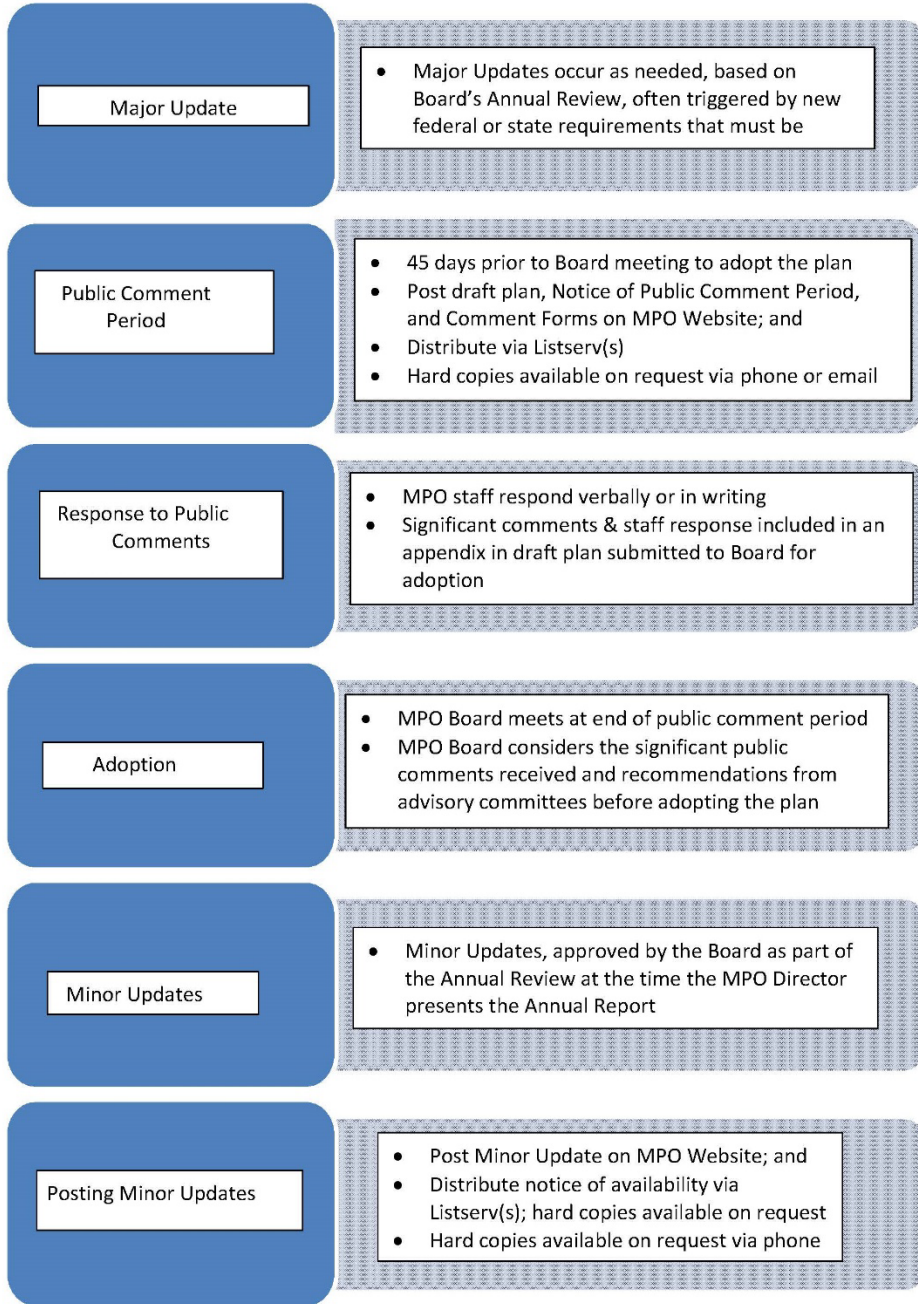 Major Update
• Major Updates occur as needed, based on
Board's Annual Review, often triggered by new
federal or state requirements that must be
Public Comment
Period
• 45 days prior to Board meeting to adopt the plan
• Post draft plan, Notice of Public Comment Period,
and Comment Forms on MPO Website; and
• Distribute via Listserv(s)
• Hard copies available on request via phone or email
Response to Public
Comments
• MPO staff respond verbally or in writing
• Significant comments & staff response included in an
appendix in draft plan submitted to Board for
adoption
Adoption
• MPO Board meets at end of public comment period
• MPO Board considers the significant public
comments received and recommendations from
advisory committees before adopting the plan
Minor Updates
• Minor Updates, approved by the Board as part of
the Annual Review at the time the MPO Director
presents the Annual Report
Posting Minor Updates
• Post Minor Update on MPO Website; and
• Distribute notice of availability via
Listserv(s); hard copies available on request
• Hard copies available on request via phone